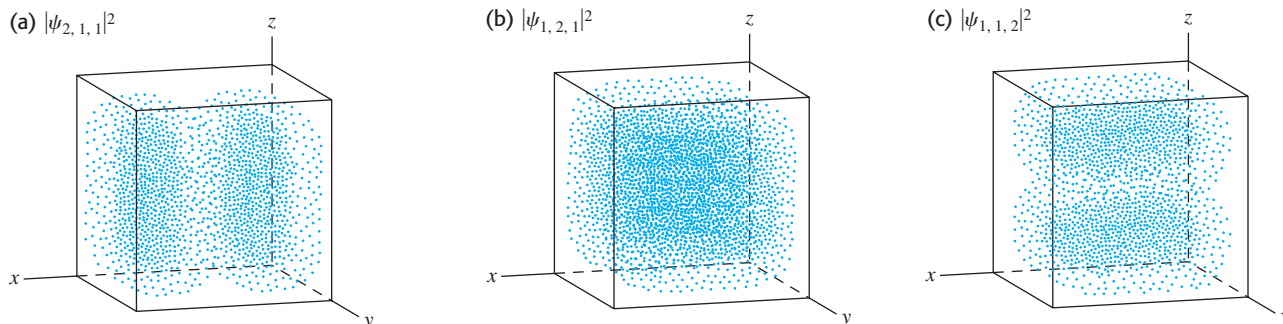 (a) |ψ2, 1, 1|²
z
x
y
(b) |ψ1, 2, 1|²
z
x
y
(c) |ψ1, 1, 2|²
z
x